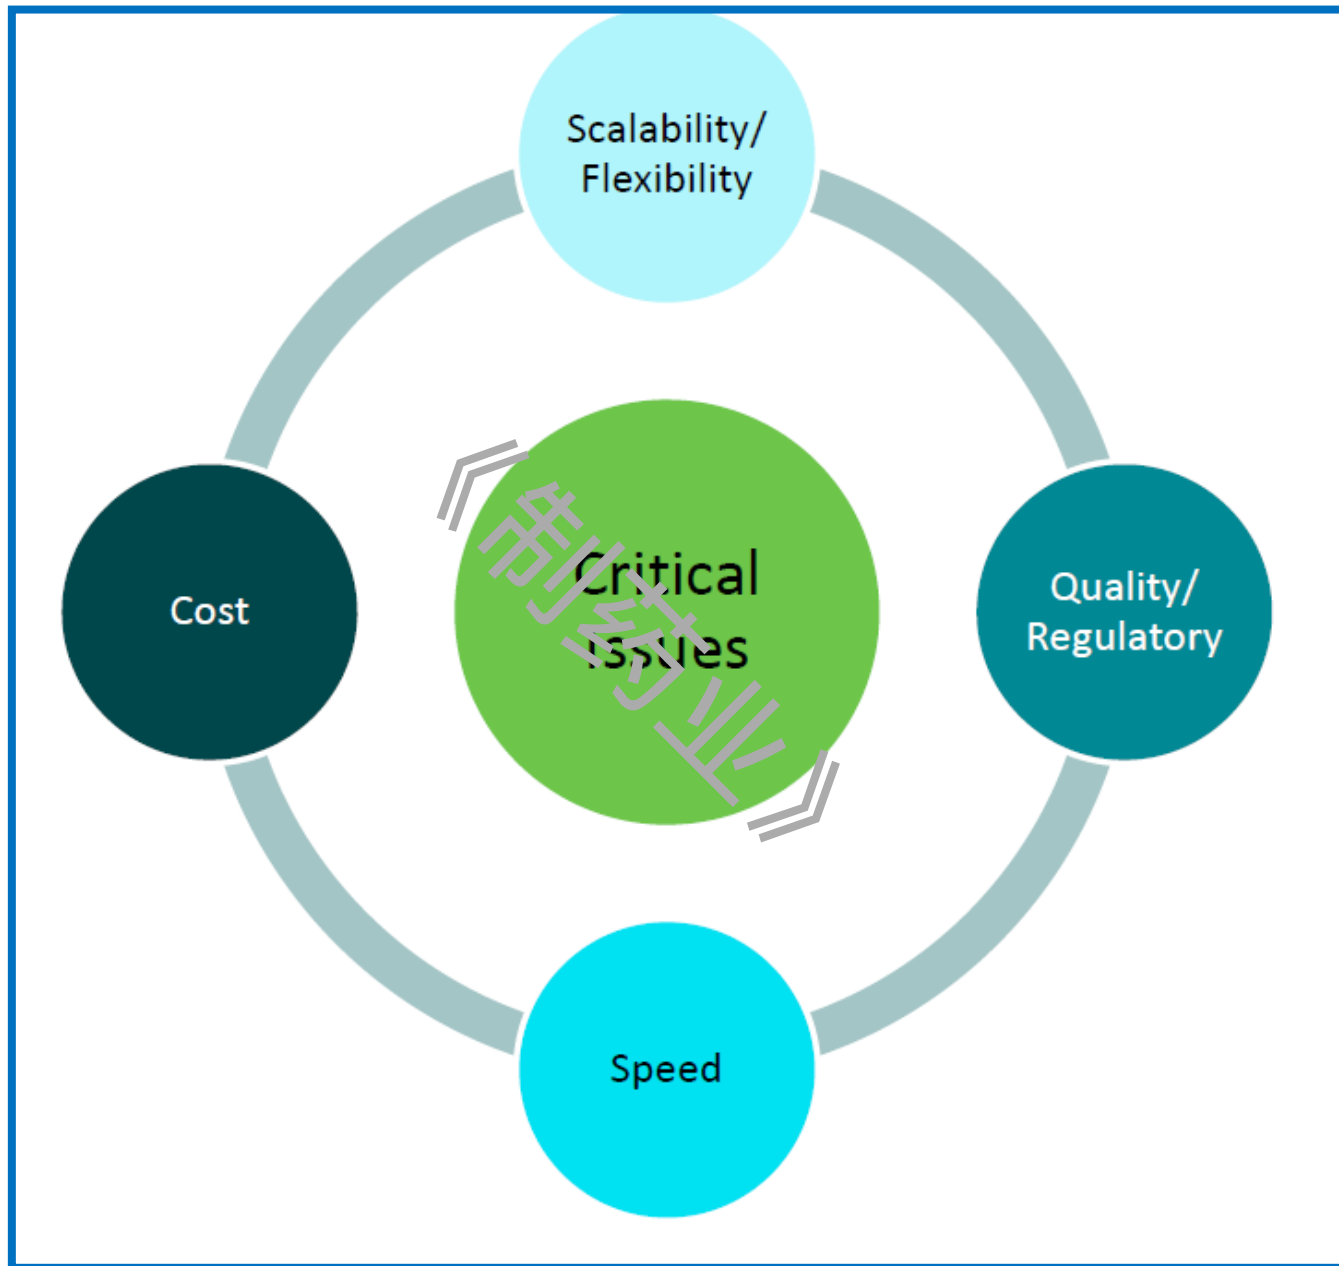 Scalability/
Flexibility
Cost
Critical
Issues
《制药业》
Quality/
Regulatory
Speed